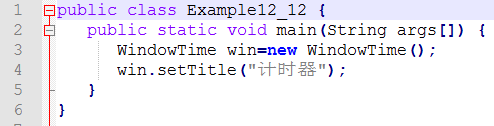 1 public class Example12_12 {
2 public static void main(String args[]) {
3 WindowTime win=new WindowTime();
4 win.setTitle("计时器");
5 }
6 }